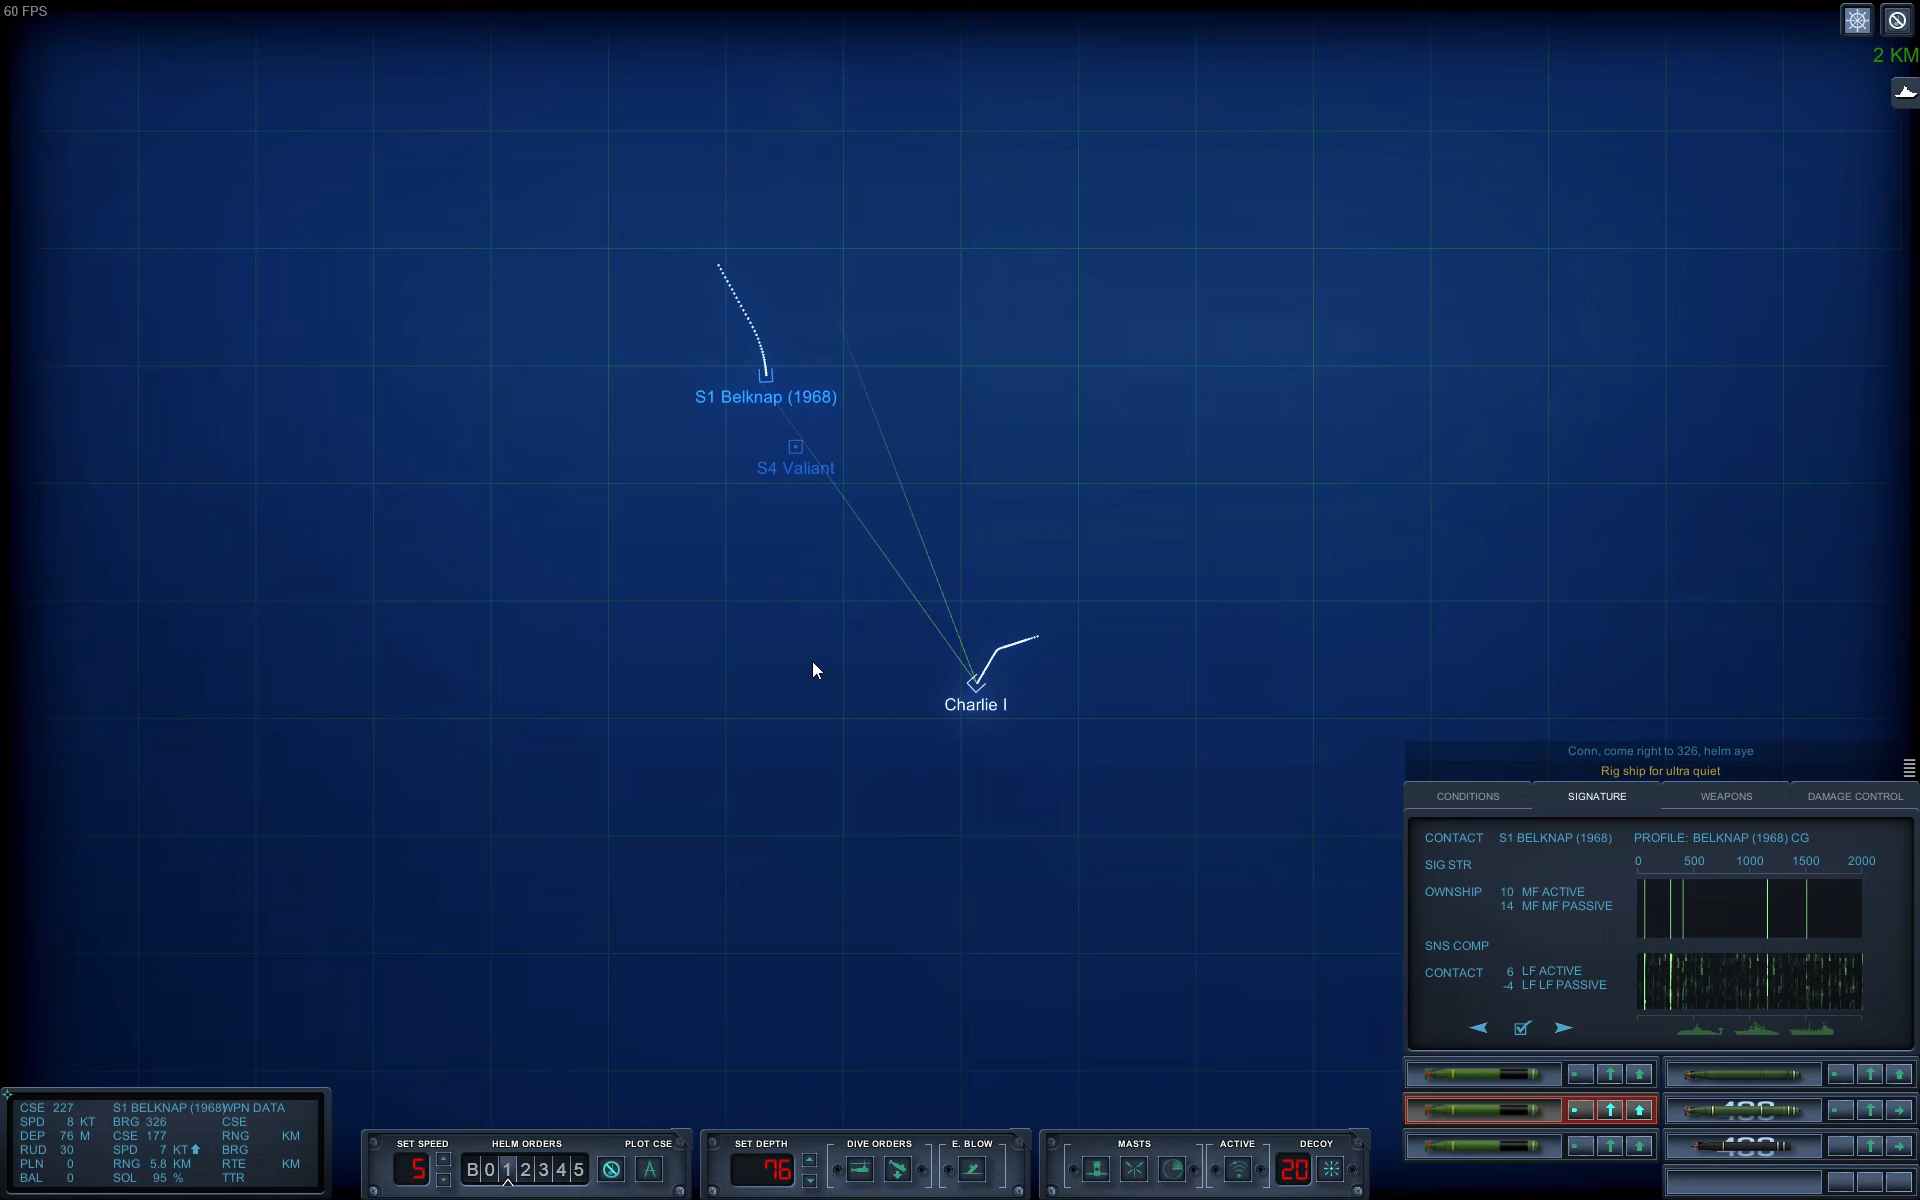 60 FPS
2 KM
S1 Belknap (1968)
S4 Valiant
Charlie I
Conn, come right to 326, helm aye
Rig ship for ultra quiet
CONDITIONS SIGNATURE WEAPONS DAMAGE CONTROL
CONTACT S1 BELKNAP (1968) PROFILE: BELKNAP (1968) CG
SIG STR 0 500 1000 1500 2000
OWNSHIP 10 MF ACTIVE
14 MF MF PASSIVE
SNS COMP
CONTACT 6 LF ACTIVE
-4 LF LF PASSIVE
CSE 227 S1 BELKNAP (1968) WPN DATA
SPD 8 KT BRG 326 CSE
DEP 76 M CSE 177 RNG KM
RUD 30 SPD 7 KT BRG
PLN 0 RNG 5.8 KM RTE KM
BAL 0 SOL 95 % TTR
SET SPEED HELM ORDERS PLOT CSE
5 B 0 1 2 3 4 5
SET DEPTH DIVE ORDERS E. BLOW
76
MASTS ACTIVE DECOY
20